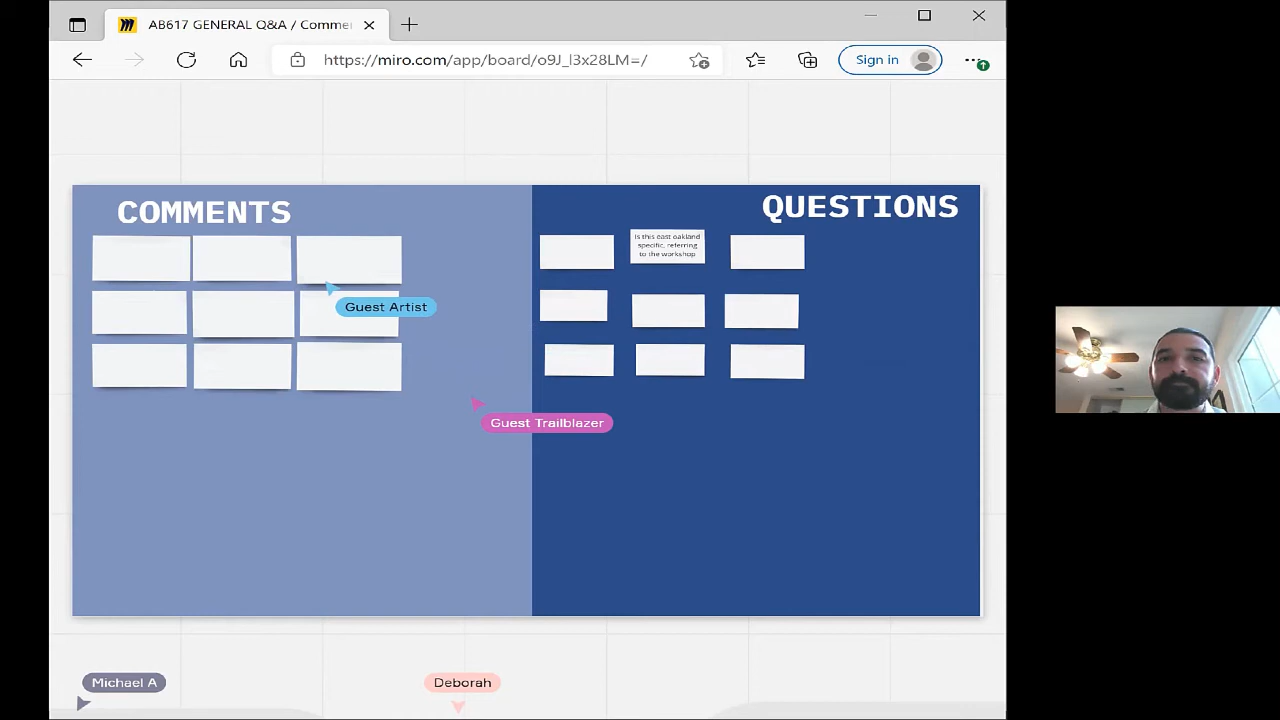 AB617 GENERAL Q&A / Comme
https://miro.com/app/board/o9J_l3x28LM=/
Sign in
COMMENTS
QUESTIONS
Is this east oakland
specific, referring
to the workshop
Guest Artist
Guest Trailblazer
Michael A
Deborah